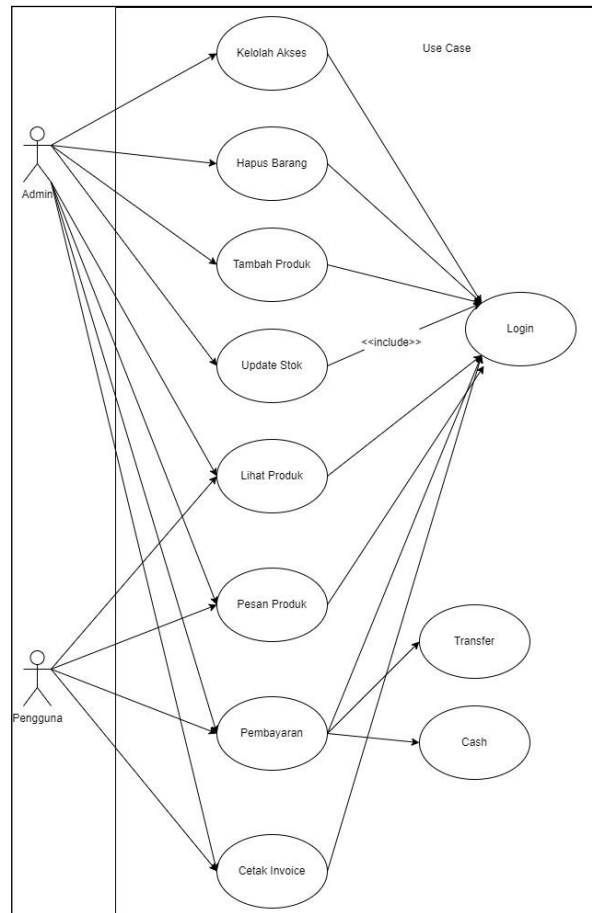 Use Case
Kelolah Akses
Admin
Hapus Barang
Tambah Produk
Login
<<include>>
Update Stok
Lihat Produk
Pesan Produk
Pengguna
Transfer
Pembayaran
Cash
Cetak Invoice